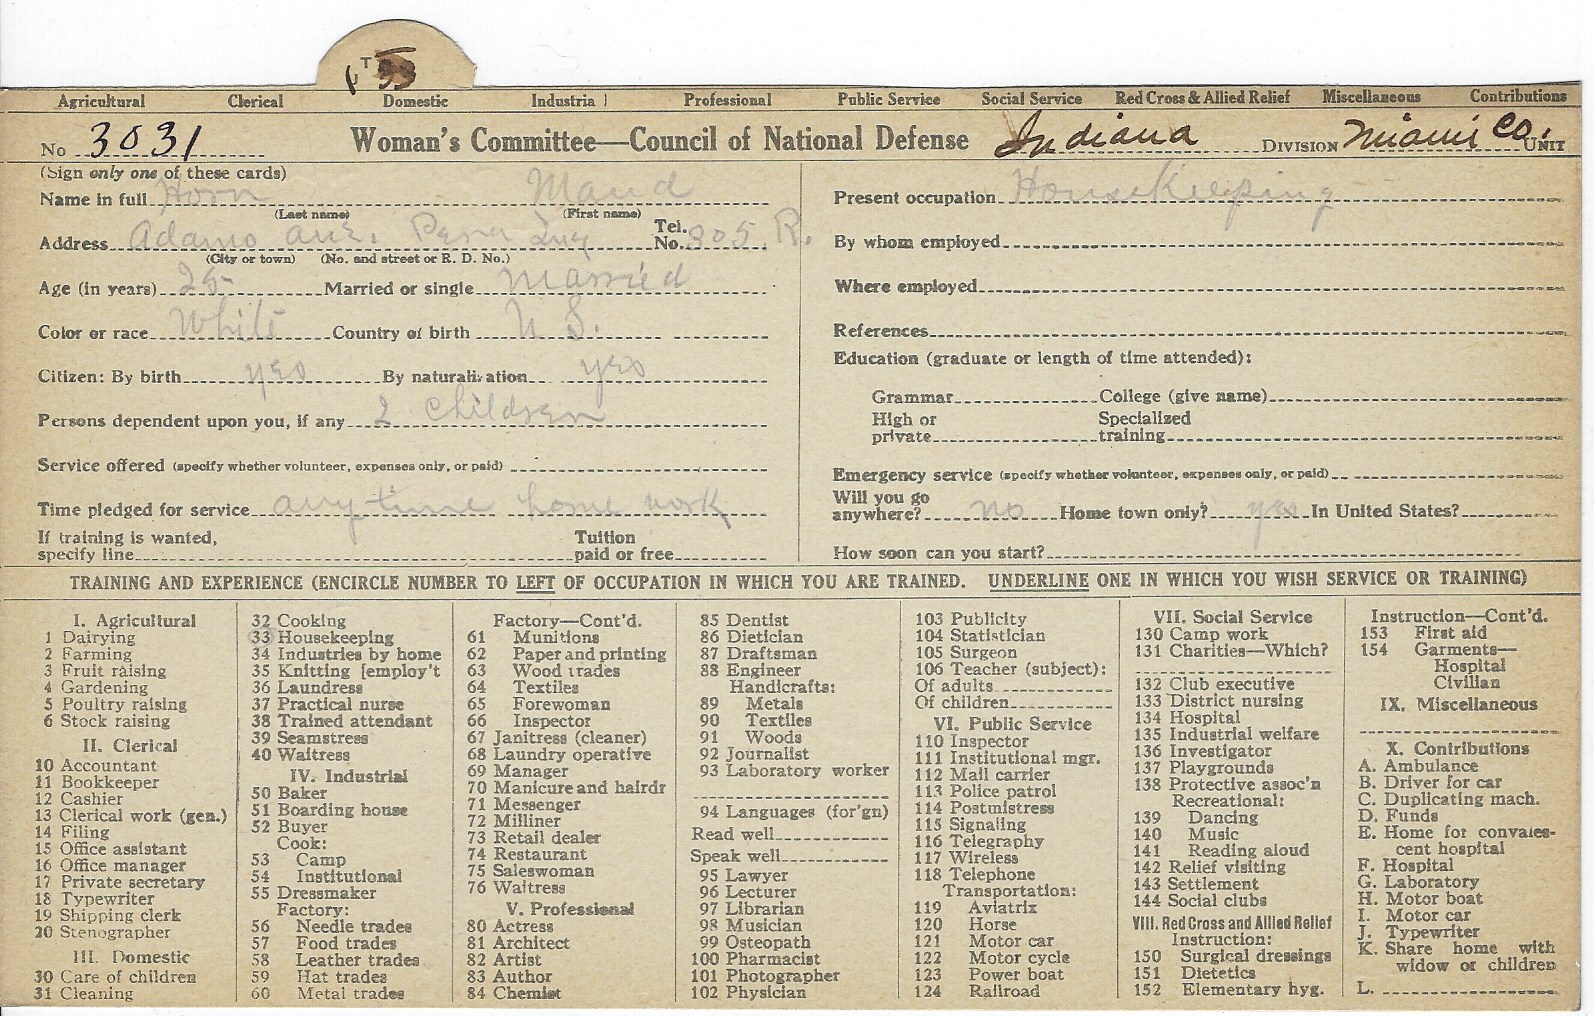 33
Agricultural Clerical Domestic Industrial Professional Public Service Social Service Red Cross & Allied Relief Miscellaneous Contributions
No 3031 Woman's Committee—Council of National Defense Indiana DIVISION Miami Co. UNIT
(Sign only one of these cards)
Name in full Horn Maud
(Last name) (First name)
Address Adams ave. Peru Ind Tel. No. 305 R.
(City or town) (No. and street or R. D. No.)
Age (in years) 25 Married or single Married
Color or race White Country of birth U S.
Citizen: By birth yes By naturalization yes
Persons dependent upon you, if any 2 children
Service offered (specify whether volunteer, expenses only, or paid)
Time pledged for service any time home work
If training is wanted, specify line Tuition paid or free
Present occupation Housekeeping
By whom employed
Where employed
References
Education (graduate or length of time attended):
Grammar College (give name)
High or private Specialized training
Emergency service (specify whether volunteer, expenses only, or paid)
Will you go anywhere? no Home town only? yes In United States?
How soon can you start?
TRAINING AND EXPERIENCE (ENCIRCLE NUMBER TO LEFT OF OCCUPATION IN WHICH YOU ARE TRAINED. UNDERLINE ONE IN WHICH YOU WISH SERVICE OR TRAINING)
I. Agricultural
1 Dairying
2 Farming
3 Fruit raising
4 Gardening
5 Poultry raising
6 Stock raising
II. Clerical
10 Accountant
11 Bookkeeper
12 Cashier
13 Clerical work (gen.)
14 Filing
15 Office assistant
16 Office manager
17 Private secretary
18 Typewriter
19 Shipping clerk
20 Stenographer
III. Domestic
30 Care of children
31 Cleaning
32 Cooking
33 Housekeeping
34 Industries by home
35 Knitting [employ't
36 Laundress
37 Practical nurse
38 Trained attendant
39 Seamstress
40 Waitress
IV. Industrial
50 Baker
51 Boarding house
52 Buyer
Cook:
53 Camp
54 Institutional
55 Dressmaker
Factory:
56 Needle trades
57 Food trades
58 Leather trades
59 Hat trades
60 Metal trades
Factory—Cont'd.
61 Munitions
62 Paper and printing
63 Wood trades
64 Textiles
65 Forewoman
66 Inspector
67 Janitress (cleaner)
68 Laundry operative
69 Manager
70 Manicure and hairdr
71 Messenger
72 Milliner
73 Retail dealer
74 Restaurant
75 Saleswoman
76 Waitress
V. Professional
80 Actress
81 Architect
82 Artist
83 Author
84 Chemist
85 Dentist
86 Dietician
87 Draftsman
88 Engineer
Handicrafts:
89 Metals
90 Textiles
91 Woods
92 Journalist
93 Laboratory worker
94 Languages (for'gn)
Read well
Speak well
95 Lawyer
96 Lecturer
97 Librarian
98 Musician
99 Osteopath
100 Pharmacist
101 Photographer
102 Physician
103 Publicity
104 Statistician
105 Surgeon
106 Teacher (subject):
Of adults
Of children
VI. Public Service
110 Inspector
111 Institutional mgr.
112 Mail carrier
113 Police patrol
114 Postmistress
115 Signaling
116 Telegraphy
117 Wireless
118 Telephone
Transportation:
119 Aviatrix
120 Horse
121 Motor car
122 Motor cycle
123 Power boat
124 Railroad
VII. Social Service
130 Camp work
131 Charities—Which?
132 Club executive
133 District nursing
134 Hospital
135 Industrial welfare
136 Investigator
137 Playgrounds
138 Protective assoc'n
Recreational:
139 Dancing
140 Music
141 Reading aloud
142 Relief visiting
143 Settlement
144 Social clubs
VIII. Red Cross and Allied Relief
Instruction:
150 Surgical dressings
151 Dietetics
152 Elementary hyg.
Instruction—Cont'd.
153 First aid
154 Garments—
Hospital
Civilian
IX. Miscellaneous
X. Contributions
A. Ambulance
B. Driver for car
C. Duplicating mach.
D. Funds
E. Home for convales-
cent hospital
F. Hospital
G. Laboratory
H. Motor boat
I. Motor car
J. Typewriter
K. Share home with
widow or children
L.